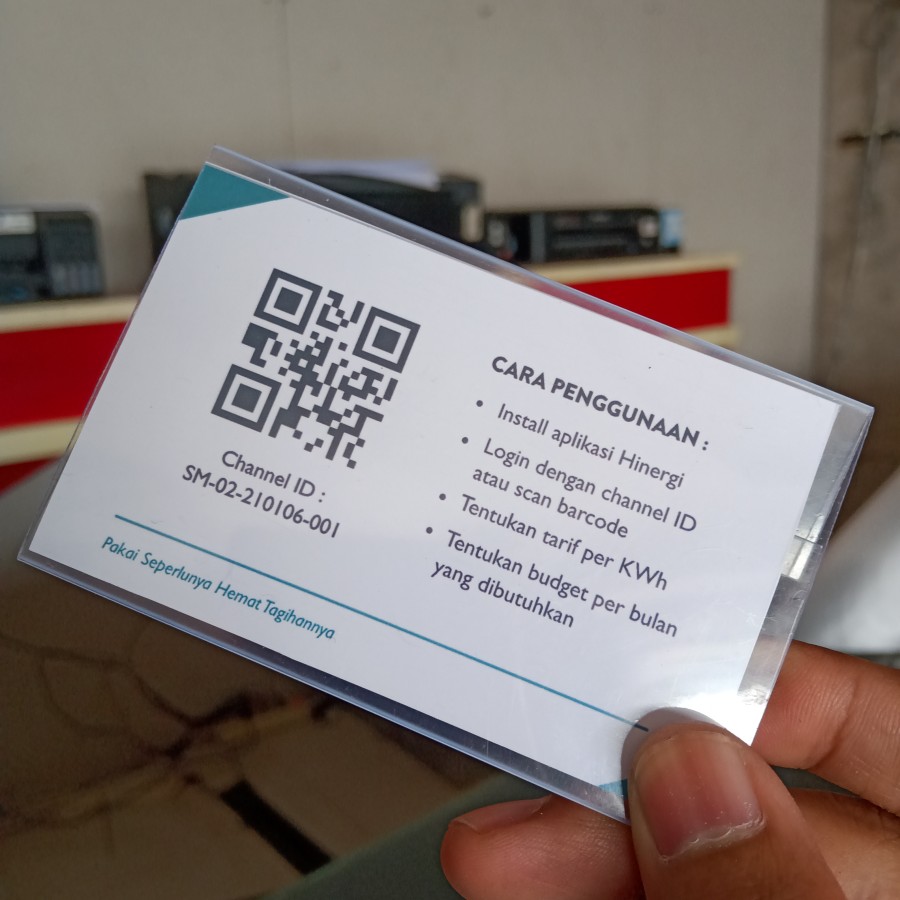 Channel ID :
SM-02-210106-001
Pakai Seperlunya Hemat Tagihannya
CARA PENGGUNAAN :
• Install aplikasi Hinergi
• Login dengan channel ID
atau scan barcode
• Tentukan tarif per KWh
• Tentukan budget per bulan
yang dibutuhkan